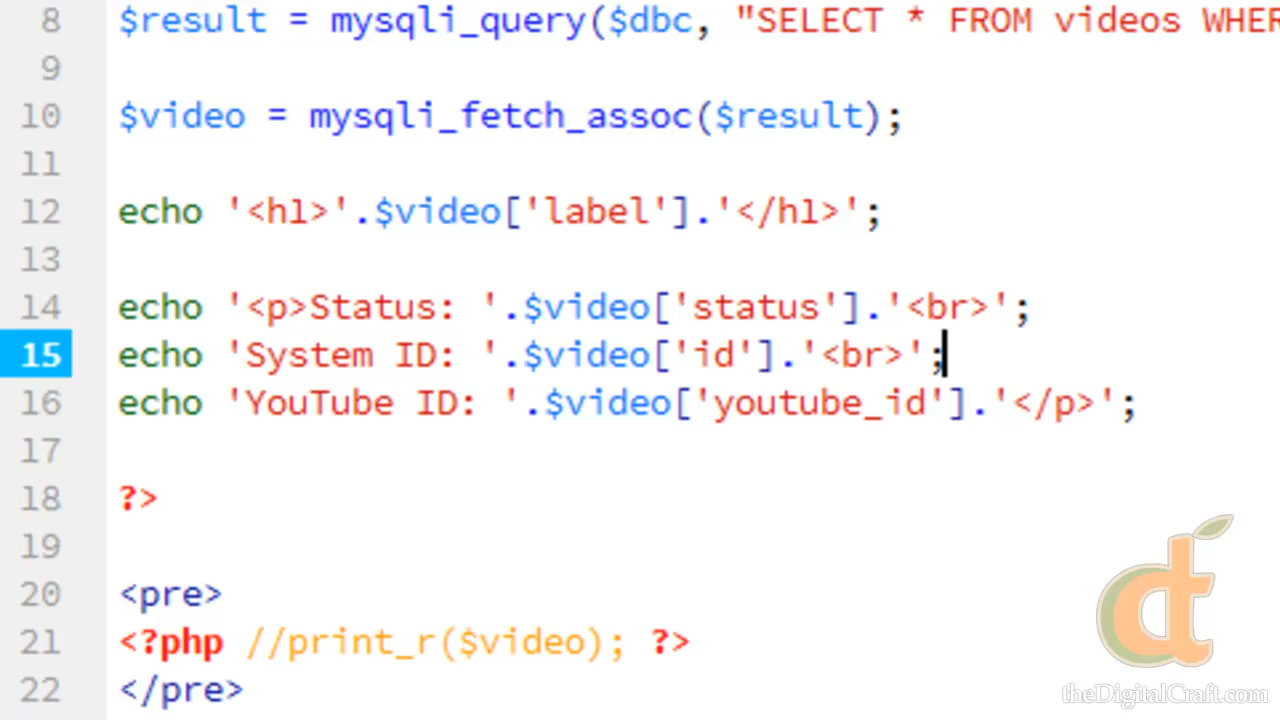 8 $result = mysqli_query($dbc, "SELECT * FROM videos WHER
9
10 $video = mysqli_fetch_assoc($result);
11
12 echo '<h1>'.$video['label'].'</h1>';
13
14 echo '<p>Status: '.$video['status'].'<br>';
15 echo 'System ID: '.$video['id'].'<br>';
16 echo 'YouTube ID: '.$video['youtube_id'].'</p>';
17
18 ?>
19
20 <pre>
21 <?php //print_r($video); ?>
22 </pre>
theDigitalCraft.com